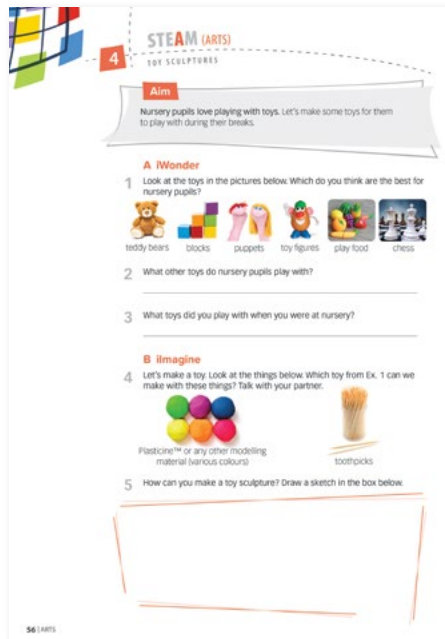 STEAM (ARTS)
4
TOY SCULPTURES
Aim
Nursery pupils love playing with toys. Let's make some toys for them
to play with during their breaks.
A iWonder
1 Look at the toys in the pictures below. Which do you think are the best for
nursery pupils?
teddy bears blocks puppets toy figures play food chess
2 What other toys do nursery pupils play with?
3 What toys did you play with when you were at nursery?
B iImagine
4 Let's make a toy. Look at the things below. Which toy from Ex. 1 can we
make with these things? Talk with your partner.
Plasticine™ or any other modelling
material (various colours)
toothpicks
5 How can you make a toy sculpture? Draw a sketch in the box below.
56 | ARTS